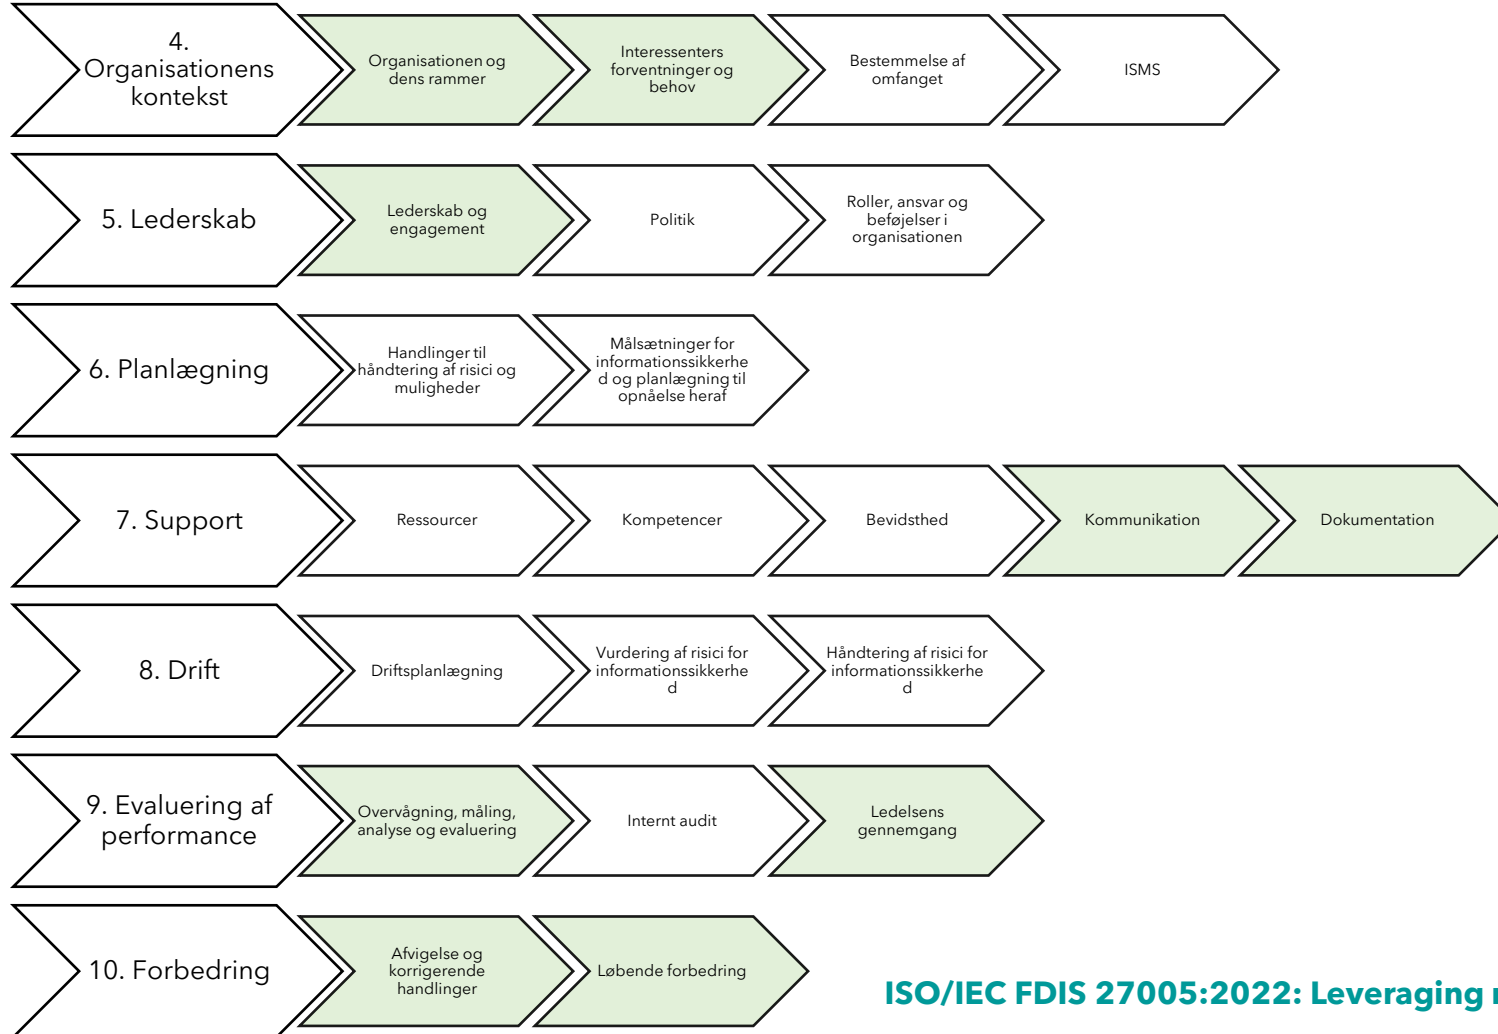 4.
Organisationens
kontekst
Organisationen og
dens rammer
Interessenters
forventninger og
behov
Bestemmelse af
omfanget
ISMS
5. Lederskab
Lederskab og
engagement
Politik
Roller, ansvar og
beføjelser i
organisationen
6. Planlægning
Handlinger til
håndtering af risici og
muligheder
Målsætninger for
informationssikkerhe
d og planlægning til
opnåelse heraf
7. Support
Ressourcer
Kompetencer
Bevidsthed
Kommunikation
Dokumentation
8. Drift
Driftsplanlægning
Vurdering af risici for
informationssikkerhe
d
Håndtering af risici for
informationssikkerhe
d
9. Evaluering af
performance
Overvågning, måling,
analyse og evaluering
Internt audit
Ledelsens
gennemgang
10. Forbedring
Afvigelse og
korrigerende
handlinger
Løbende forbedring
ISO/IEC FDIS 27005:2022: Leveraging